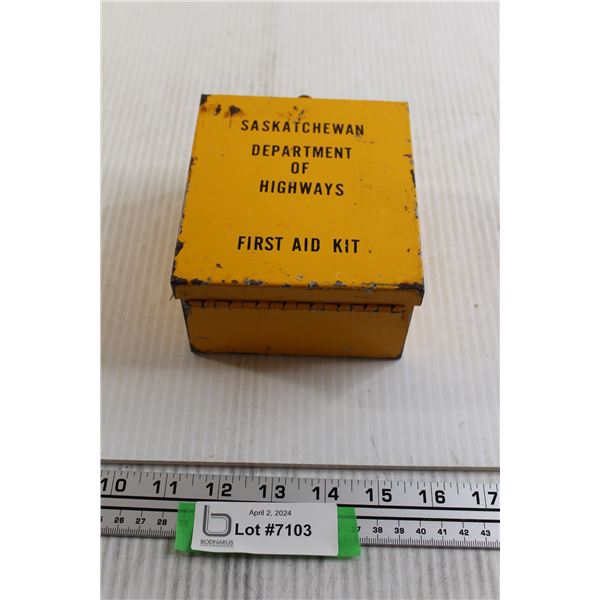 SASKATCHEWAN
DEPARTMENT
OF
HIGHWAYS
FIRST AID KIT
10 11 12 13 14 15 16 17
April 2, 2024
Lot #7103
BODNARUS
26 27 28 37 38 39 40 41 42 43